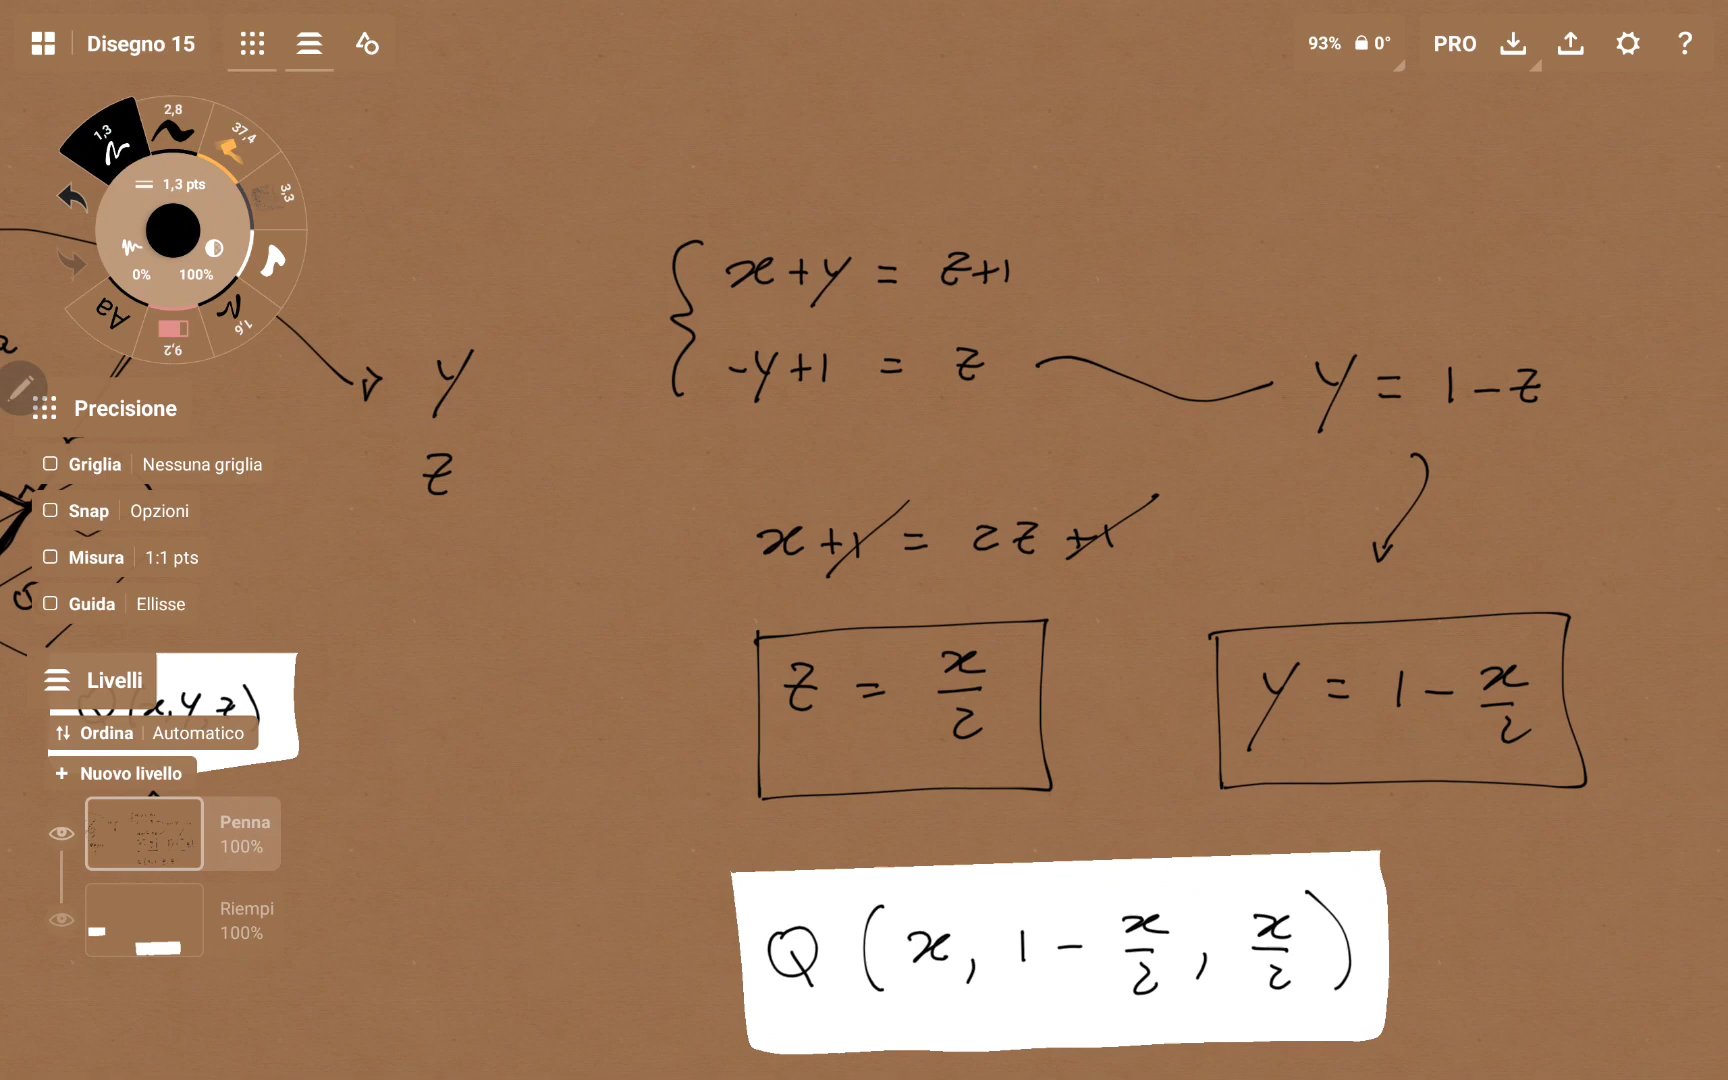 Disegno 15
93% 0° PRO ?
2,8
1,3
37,4
3,3
1,3 pts
0% 100%
Aa
1,6
9,2
x + y = z + 1
-y + 1 = z
y = 1 - z
y
z
Precisione
Griglia Nessuna griglia
Snap Opzioni
Misura 1:1 pts
Guida Ellisse
x + 1 = 2z + 1
z = x/2
y = 1 - x/2
Livelli
x, y, z)
Ordina Automatico
+ Nuovo livello
Penna
100%
Riempi
100%
Q (x, 1 - x/2, x/2)